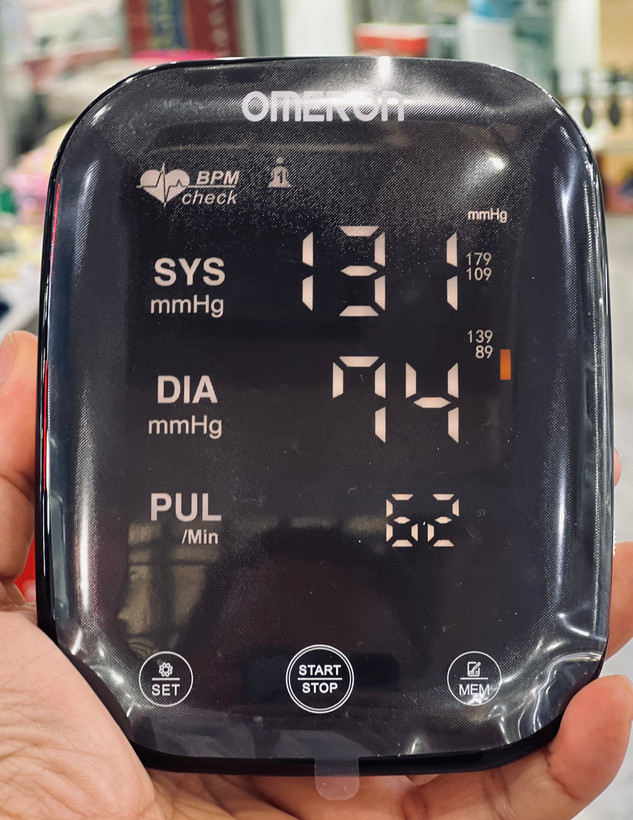 OMRON
BPM
check
1
mmHg
SYS
mmHg
131
179
109
139
89
DIA
mmHg
74
PUL
/Min
62
SET
START
STOP
MEM